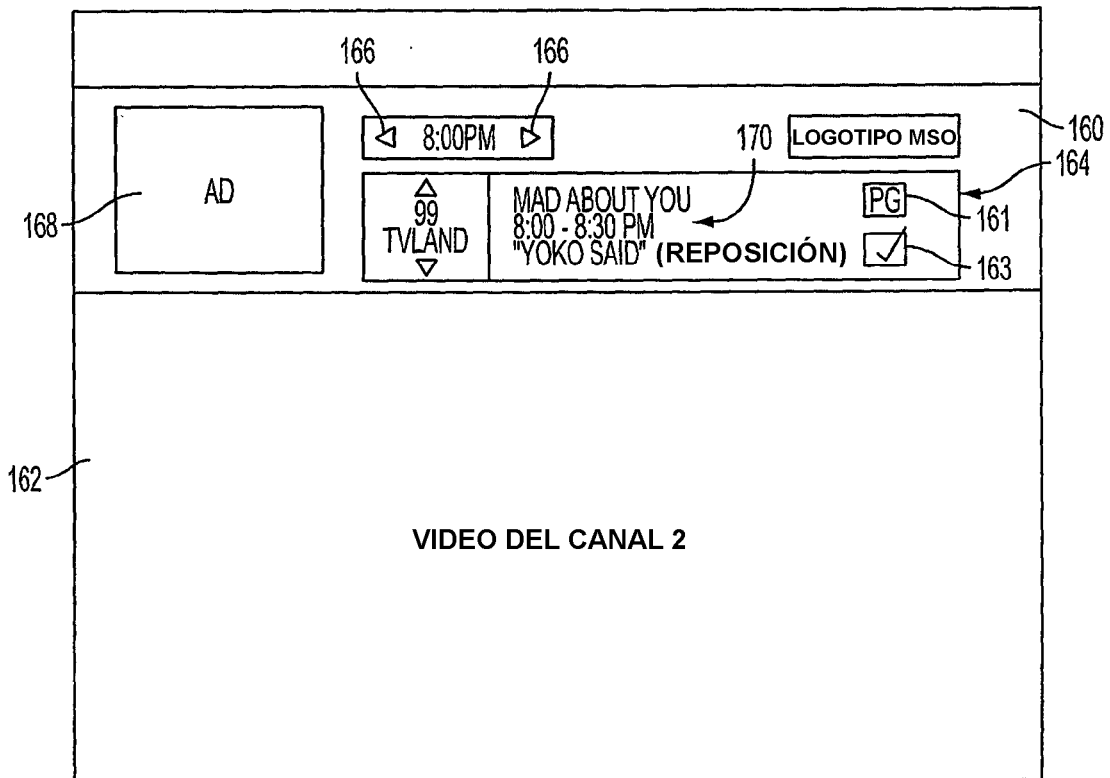 166 166
8:00PM
LOGOTIPO MSO
160
170
164
AD
168
99
TVLAND
MAD ABOUT YOU
8:00 - 8:30 PM
"YOKO SAID" (REPOSICIÓN)
PG
161
163
162
VIDEO DEL CANAL 2